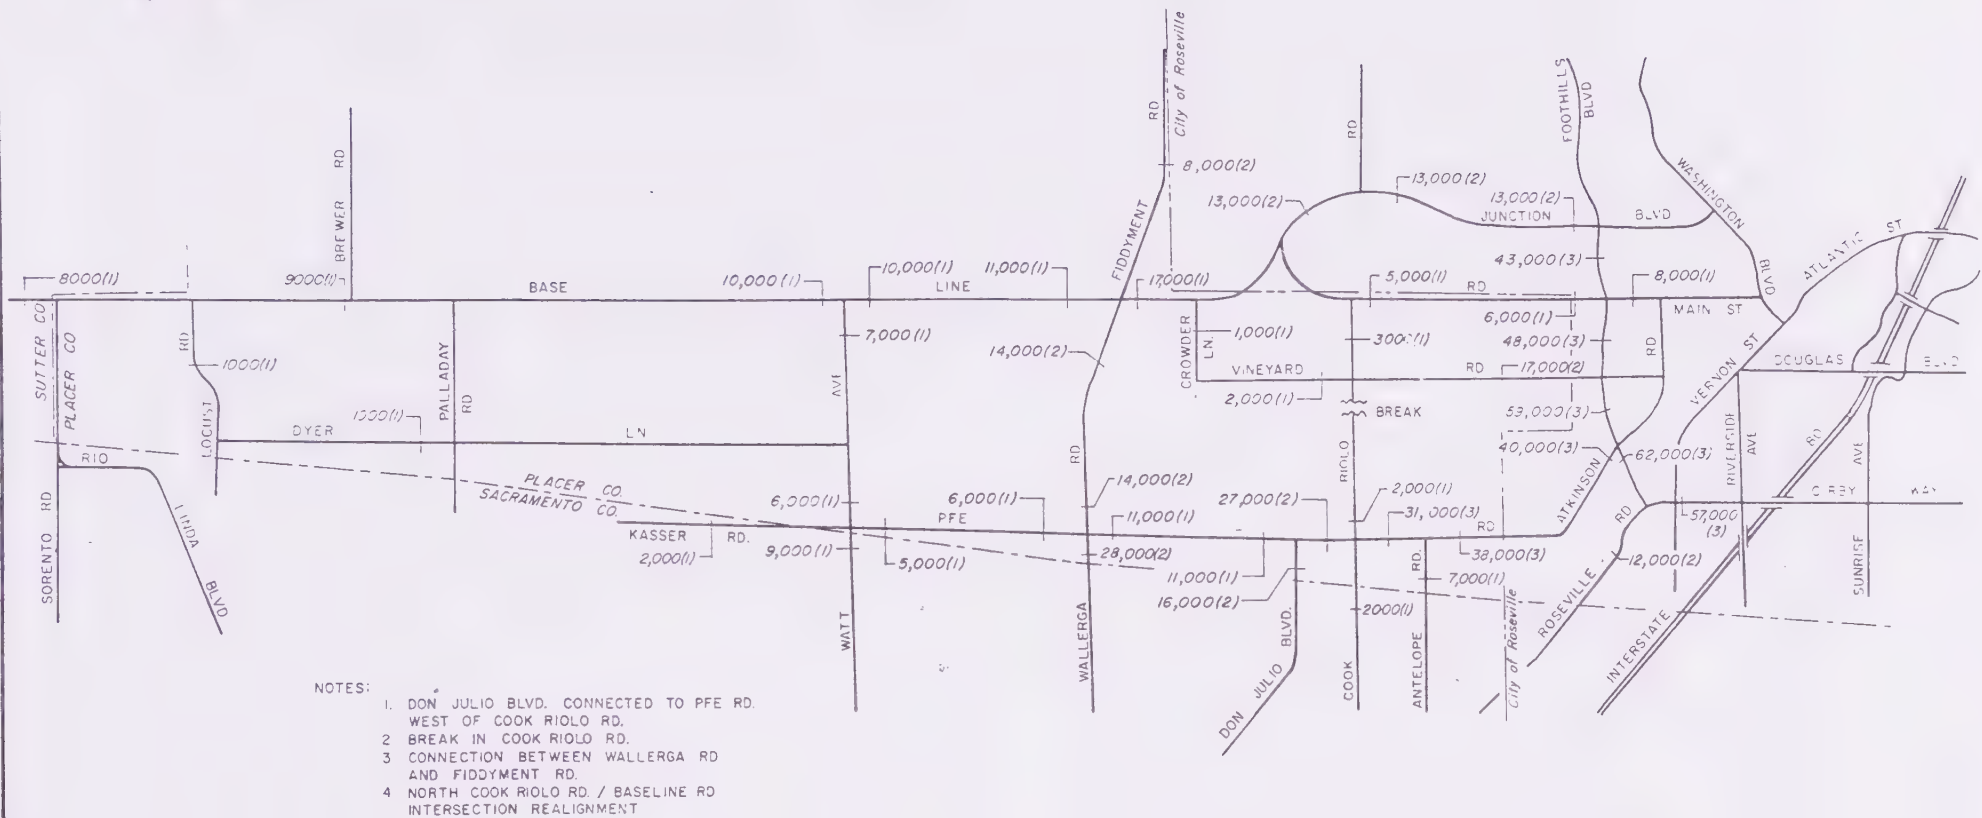 City of Roseville
RD
RD
FOOTHILLS
BLVD
BREWER RD
8,000(2)
13,000(2)
13,000(2)
13,000(2)
JUNCTION
BLVD
WASHINGTON
BLVD
FIDDYMENT
ATLANTIC ST
43,000(3)
8000(1)
9000(1)
BASE
10,000(1)
10,000(1)
LINE
11,000(1)
17,000(1)
5,000(1)
RD
8,000(1)
MAIN ST
6,000(1)
SUTTER CO
PLACER CO
RD
LOCUST
1000(1)
PALLADAY
RD
7,000(1)
AVE
14,000(2)
CROWDER
LN.
1,000(1)
3000(1)
48,000(3)
RD
VINEYARD
RD
17,000(2)
2,000(1)
VERNON ST
DOUGLAS
BLVD
BREAK
59,000(3)
1000(1)
DYER
LN
RIO
LINDA
BLVD
SORENTO RD
PLACER CO.
SACRAMENTO CO.
RD
RIOLO
40,000(3)
62,000(3)
RIVERSIDE
AVE
RD
AVE
CIRBY WAY
ATKINSON
6,000(1)
6,000(1)
PFE
14,000(2)
11,000(1)
27,000(2)
2,000(1)
31,000(3)
RD
57,000
(3)
RD
KASSER RD.
2,000(1)
9,000(1)
5,000(1)
28,000(2)
11,000(1)
16,000(2)
38,000(3)
12,000(2)
RD.
7,000(1)
2000(1)
SUNRISE
WATT
WALLERGA
DON JULIO BLVD.
COOK
ANTELOPE
City of Roseville
ROSEVILLE
INTERSTATE
NOTES:
1. DON JULIO BLVD. CONNECTED TO PFE RD.
WEST OF COOK RIOLO RD.
2 BREAK IN COOK RIOLO RD.
3 CONNECTION BETWEEN WALLERGA RD
AND FIDDYMENT RD.
4 NORTH COOK RIOLO RD. / BASELINE RD
INTERSECTION REALIGNMENT